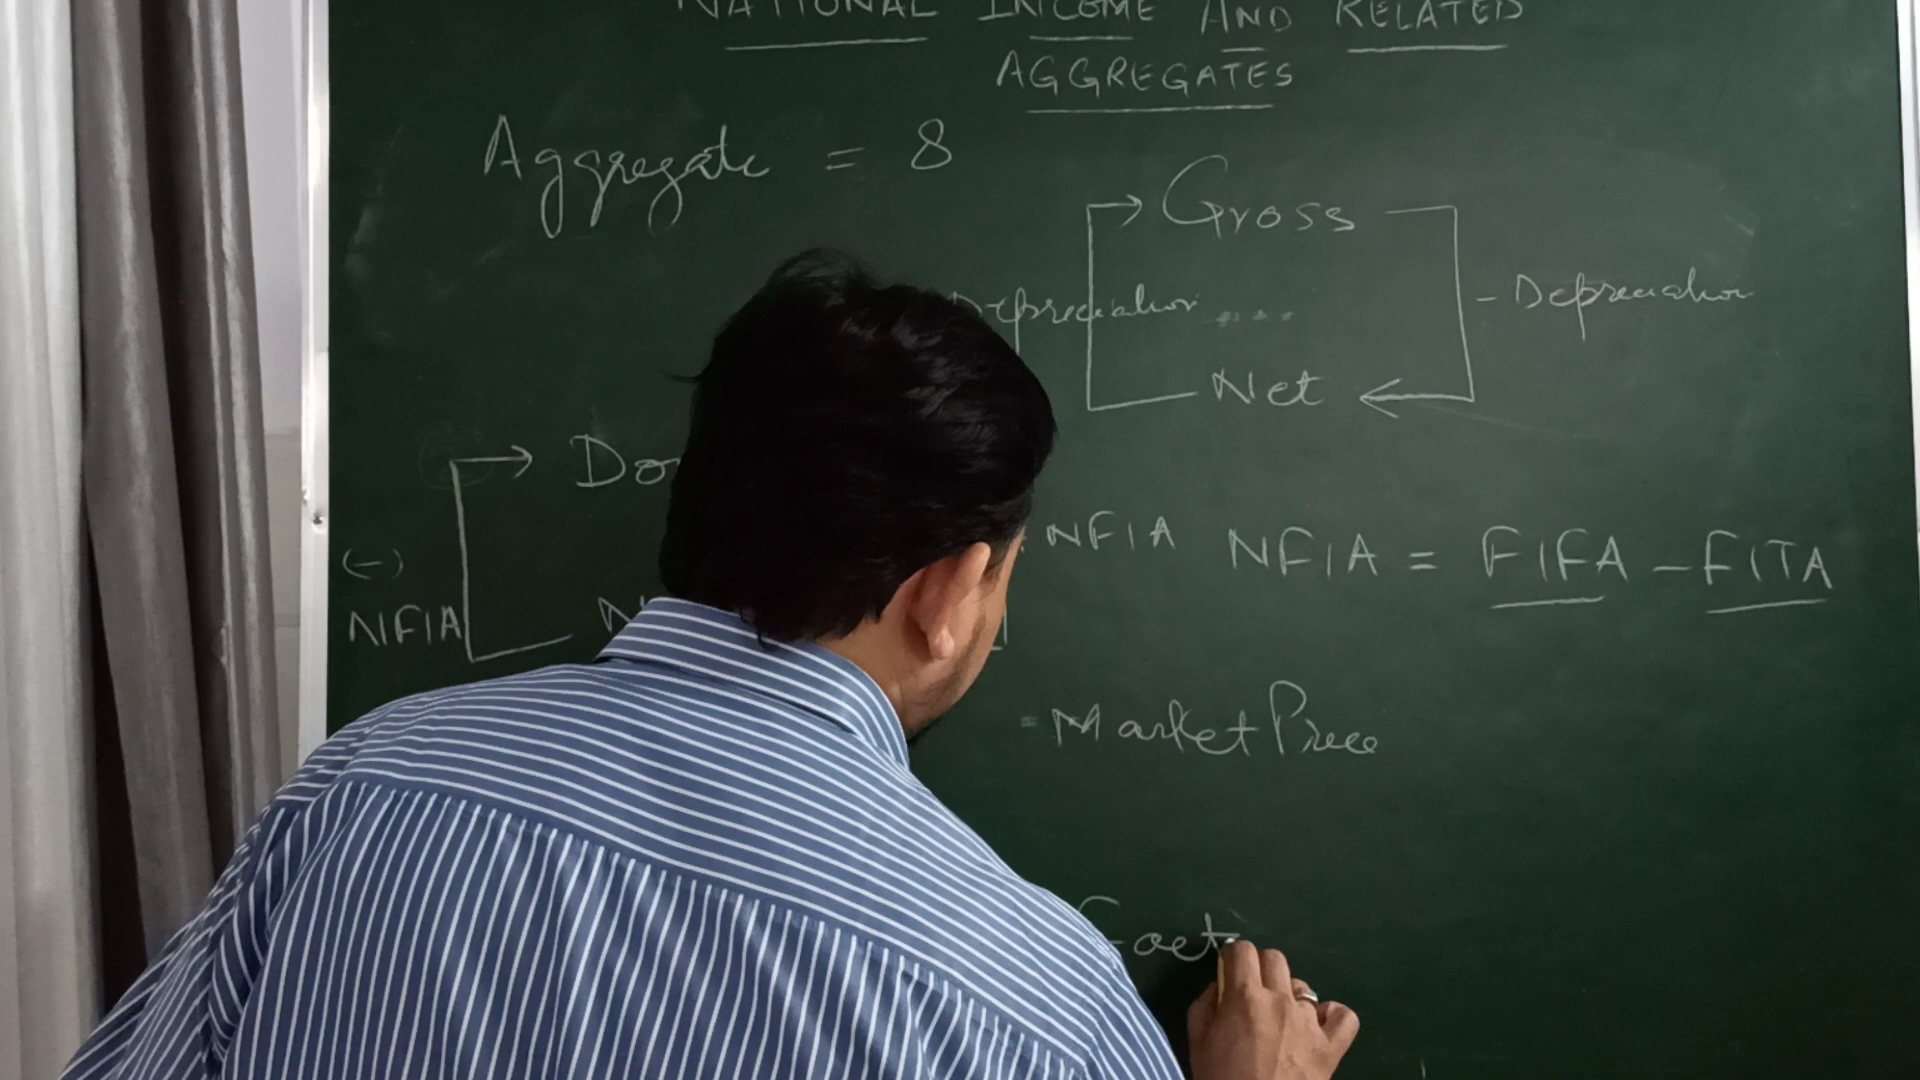 NATIONAL INCOME AND RELATED
AGGREGATES
Aggregate = 8
Gross
Depreciation - Depreciation
Net
Do
(-)
NFIA
NFIA NFIA = FIFA - FITA
N
= Market Price
Fact